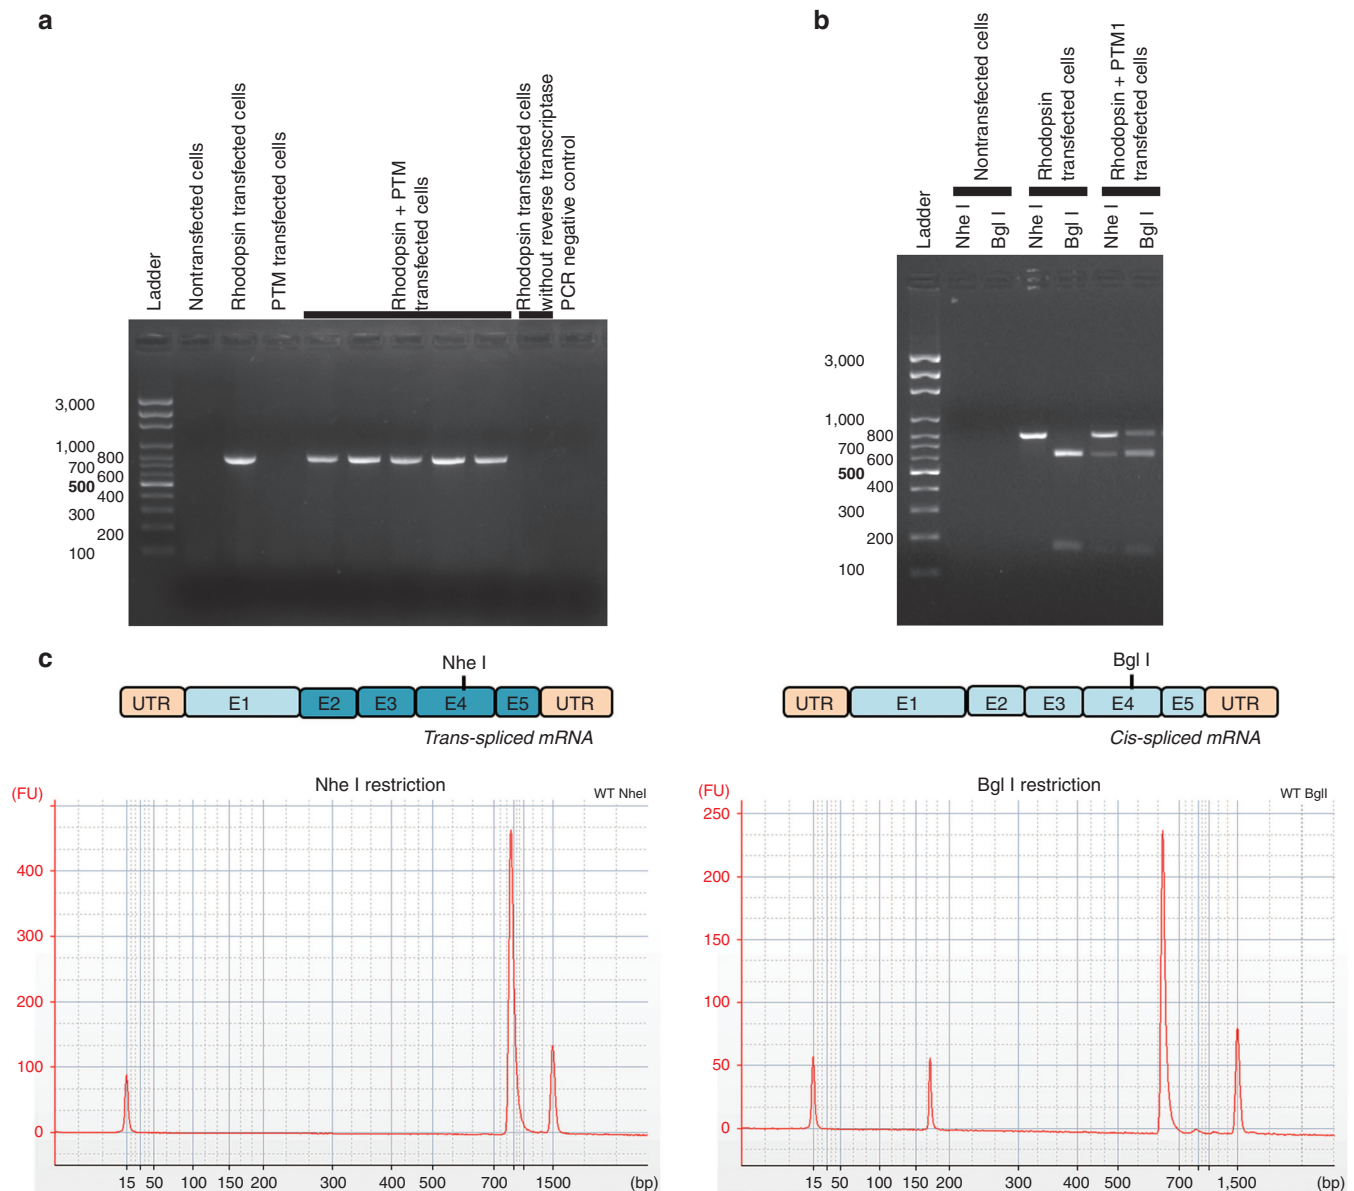 a
Nontransfected cells
Rhodopsin transfected cells
PTM transfected cells
Rhodopsin + PTM
transfected cells
Rhodopsin transfected cells
without reverse transcriptase
PCR negative control
Ladder
3,000
1,000
800
700
600
500
400
300
200
100
b
Nontransfected cells
Rhodopsin
transfected cells
Rhodopsin + PTM1
transfected cells
Ladder
Nhe I
Bgl I
Nhe I
Bgl I
Nhe I
Bgl I
3,000
1,000
800
700
600
500
400
300
200
100
c
Nhe I
UTR E1 E2 E3 E4 E5 UTR
Trans-spliced mRNA
Nhe I restriction
(FU)
WT NheI
400
300
200
100
0
15 50 100 150 200 300 400 500 700 1500 (bp)
Bgl I
UTR E1 E2 E3 E4 E5 UTR
Cis-spliced mRNA
Bgl I restriction
(FU)
WT BglI
250
200
150
100
50
0
15 50 100 150 200 300 400 500 700 1,500 (bp)